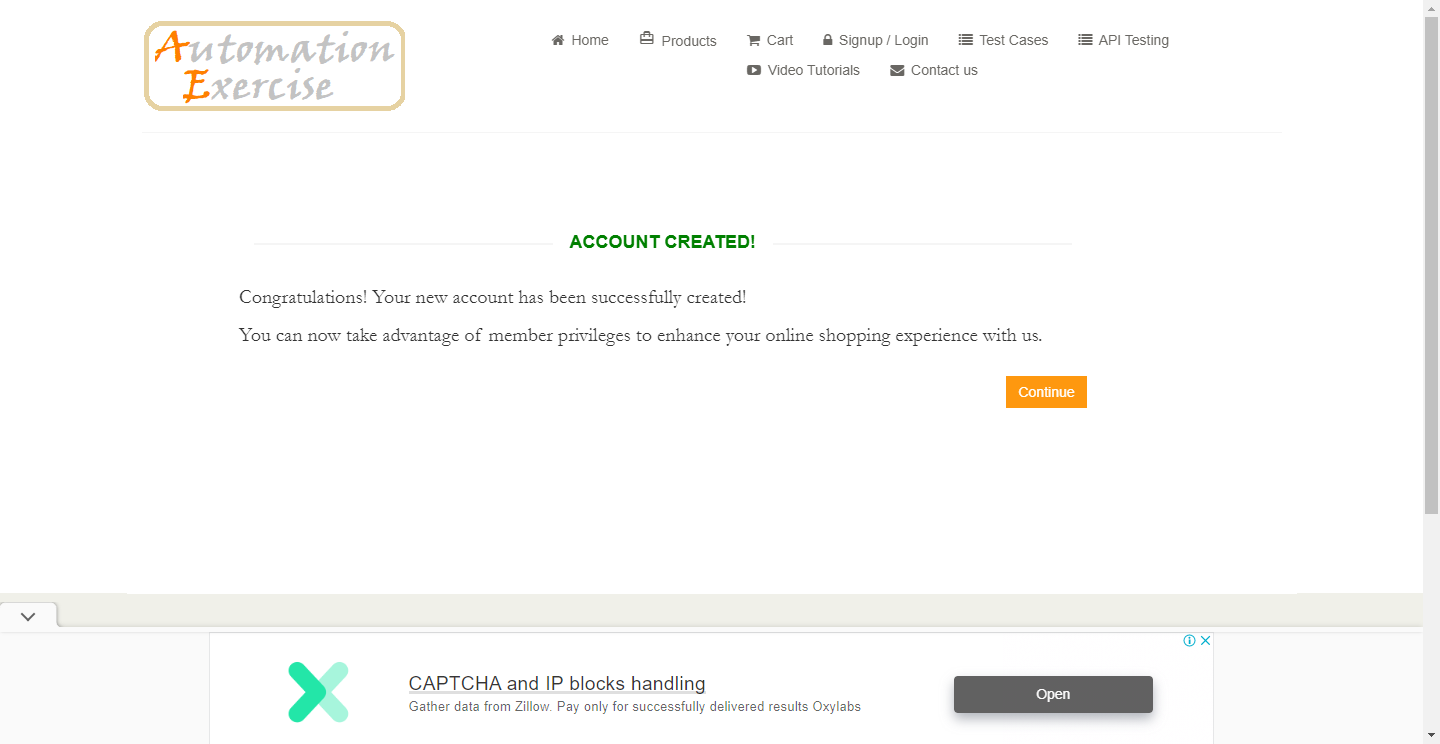 Automation
Exercise
Home Products Cart Signup / Login Test Cases API Testing
Video Tutorials Contact us
ACCOUNT CREATED!
Congratulations! Your new account has been successfully created!
You can now take advantage of member privileges to enhance your online shopping experience with us.
Continue
CAPTCHA and IP blocks handling
Gather data from Zillow. Pay only for successfully delivered results Oxylabs
Open